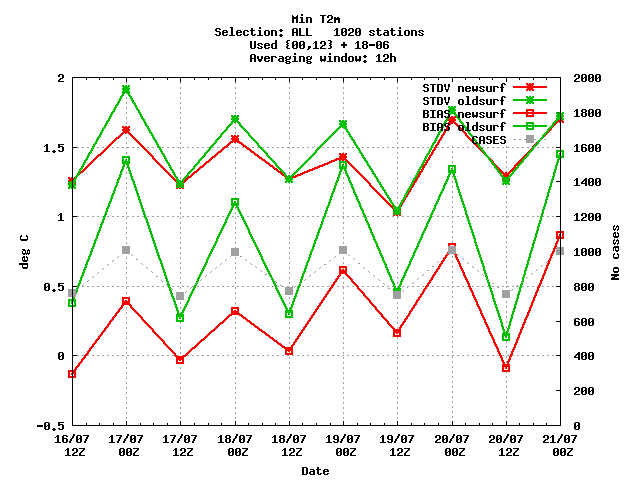 Min T2m
Selection: ALL   1020 stations
Used {00,12} + 18-06
Averaging window: 12h
STDV newsurf
STDV oldsurf
BIAS newsurf
BIAS oldsurf
CASES
2
1.5
1
0.5
0
-0.5
deg C
2000
1800
1600
1400
1200
1000
800
600
400
200
0
No cases
16/07 17/07 17/07 18/07 18/07 19/07 19/07 20/07 20/07 21/07
12Z 00Z 12Z 00Z 12Z 00Z 12Z 00Z 12Z 00Z
Date